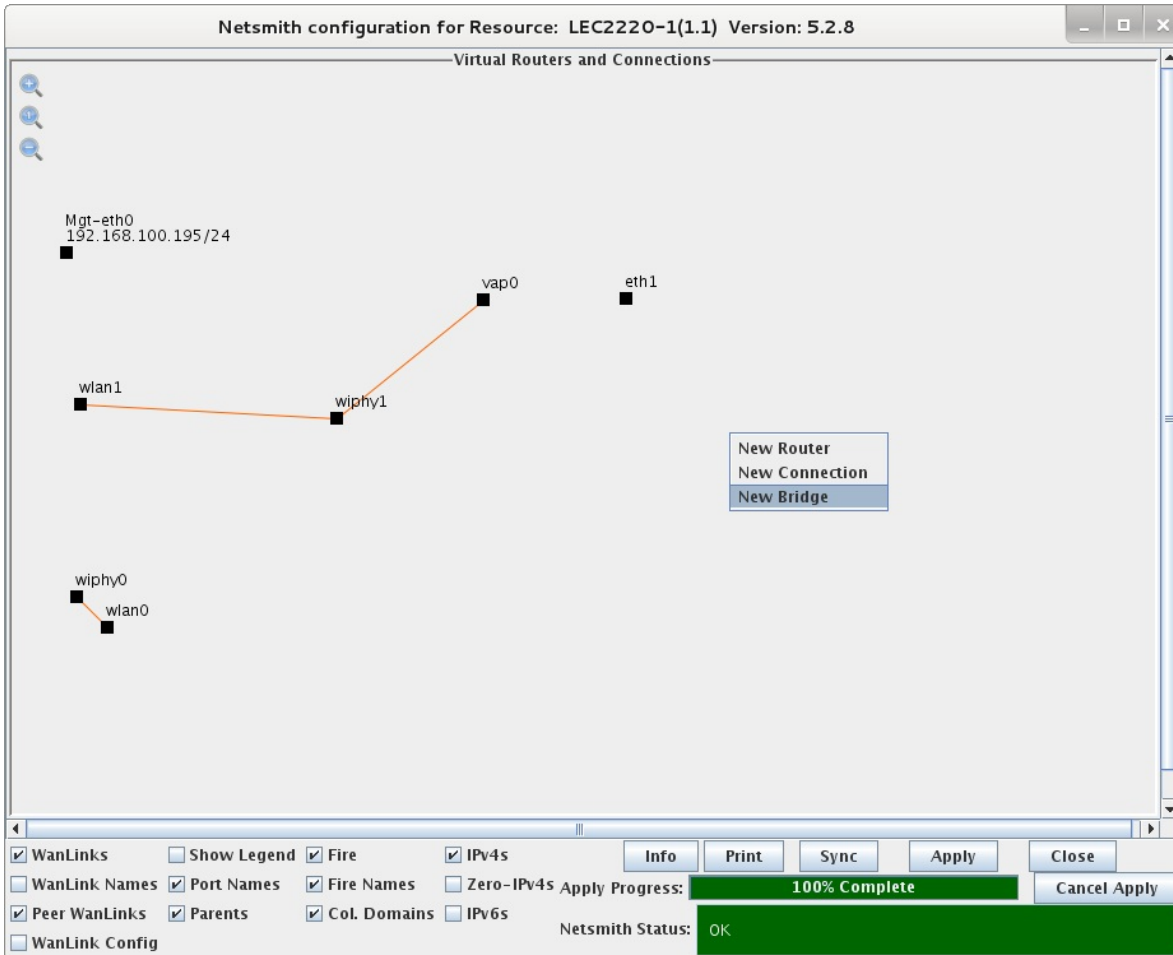 Netsmith configuration for Resource: LEC2220-1(1.1) Version: 5.2.8
Virtual Routers and Connections
Mgt-eth0
192.168.100.195/24
vap0
eth1
wlan1
wiphy1
New Router
New Connection
New Bridge
wiphy0
wlan0
WanLinks Show Legend Fire IPv4s Info Print Sync Apply Close
WanLink Names Port Names Fire Names Zero-IPv4s Apply Progress: 100% Complete Cancel Apply
Peer WanLinks Parents Col. Domains IPv6s
Netsmith Status: OK
WanLink Config